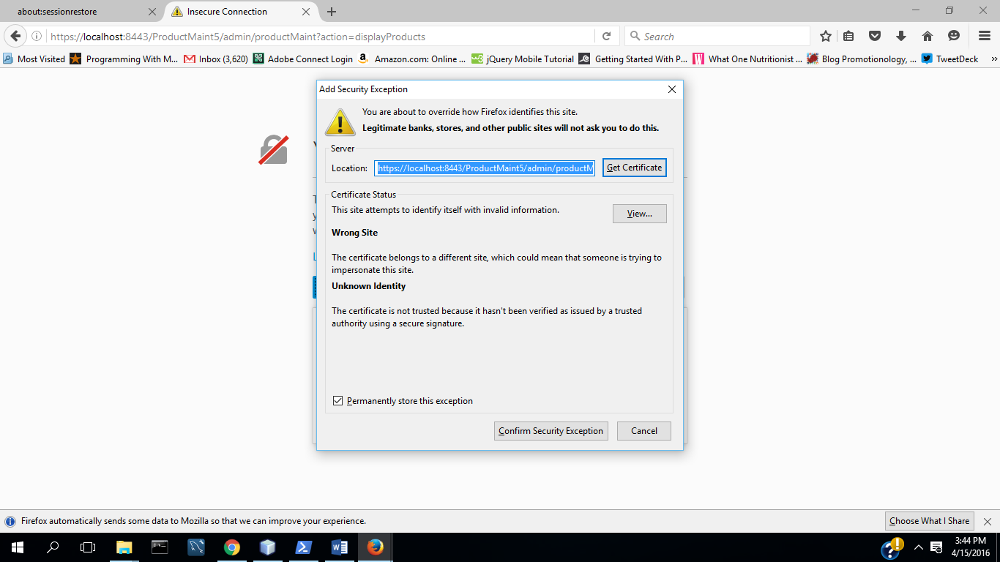 about:sessionrestore
Insecure Connection
https://localhost:8443/ProductMaint5/admin/productMaint?action=displayProducts
Search
Most Visited
Programming With M...
Inbox (3,620)
Adobe Connect Login
Amazon.com: Online ...
jQuery Mobile Tutorial
Getting Started With P...
What One Nutritionist ...
Blog Promotionology, ...
TweetDeck
Add Security Exception
You are about to override how Firefox identifies this site.
Legitimate banks, stores, and other public sites will not ask you to do this.
Server
Location:
https://localhost:8443/ProductMaint5/admin/productM
Get Certificate
Certificate Status
This site attempts to identify itself with invalid information.
View...
Wrong Site
The certificate belongs to a different site, which could mean that someone is trying to
impersonate this site.
Unknown Identity
The certificate is not trusted because it hasn't been verified as issued by a trusted
authority using a secure signature.
Permanently store this exception
Confirm Security Exception
Cancel
Firefox automatically sends some data to Mozilla so that we can improve your experience.
Choose What I Share
3:44 PM
4/15/2016